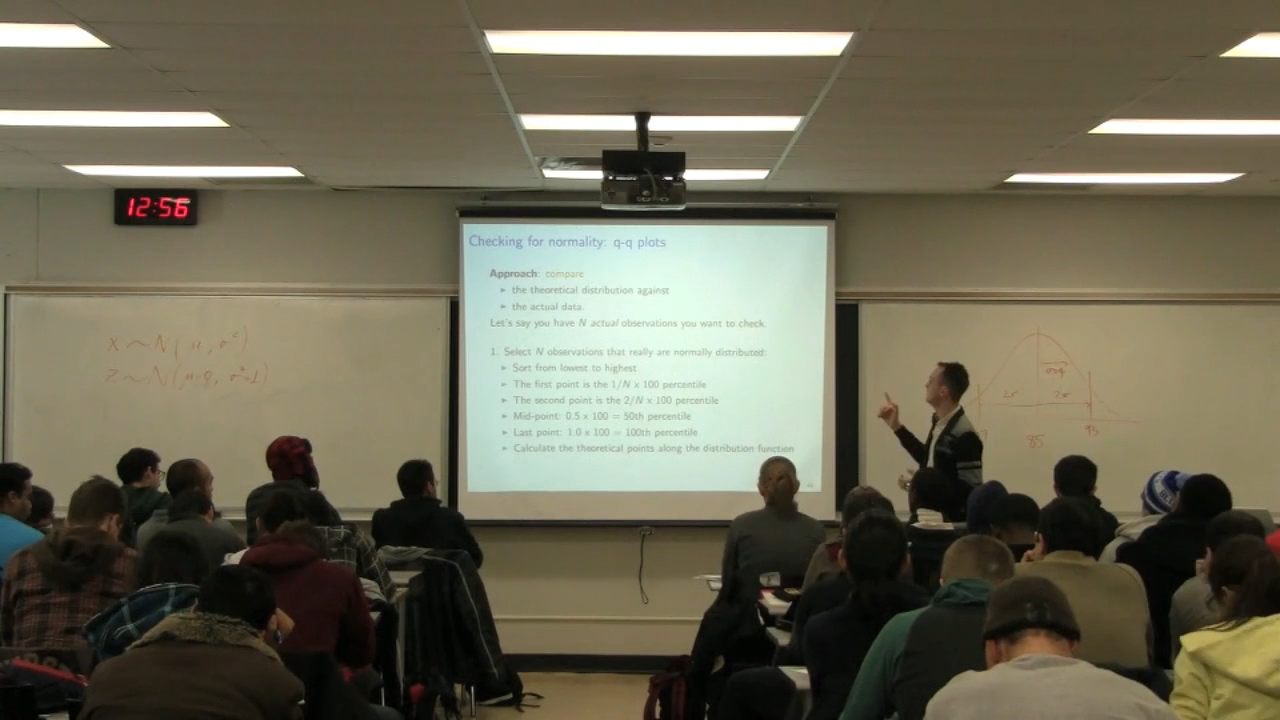 12:56
Checking for normality: q-q plots
Approach: compare
► the theoretical distribution against
► the actual data.
Let's say you have N actual observations you want to check.
1. Select N observations that really are normally distributed:
► Sort from lowest to highest
► The first point is the 1/N x 100 percentile
► The second point is the 2/N x 100 percentile
► Mid-point: 0.5 x 100 = 50th percentile
► Last point: 1.0 x 100 = 100th percentile
► Calculate the theoretical points along the distribution function
x ~ N( μ, σ²)
2σ 2σ
85